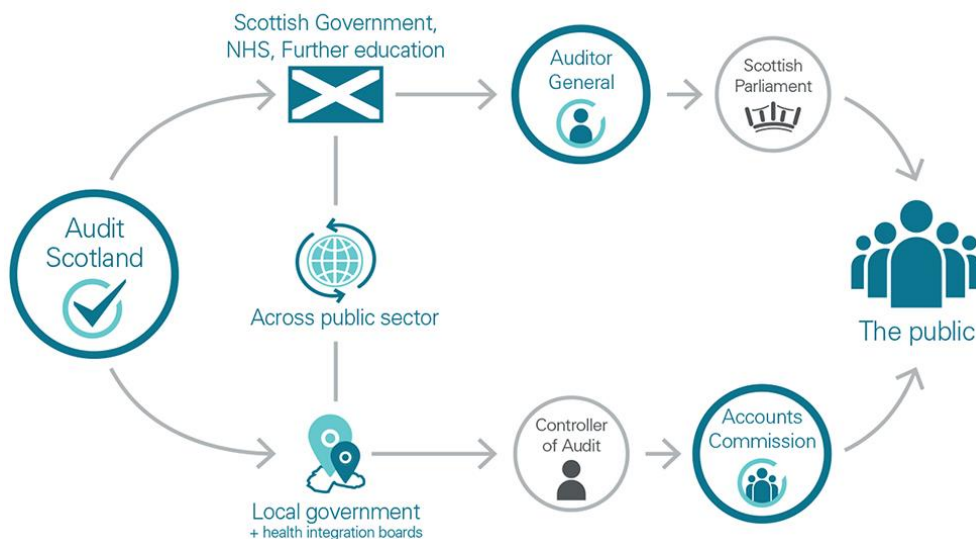 Scottish Government,
NHS, Further education
Auditor
General
Scottish
Parliament
Audit
Scotland
Across public sector
The public
Local government
+ health integration boards
Controller
of Audit
Accounts
Commission